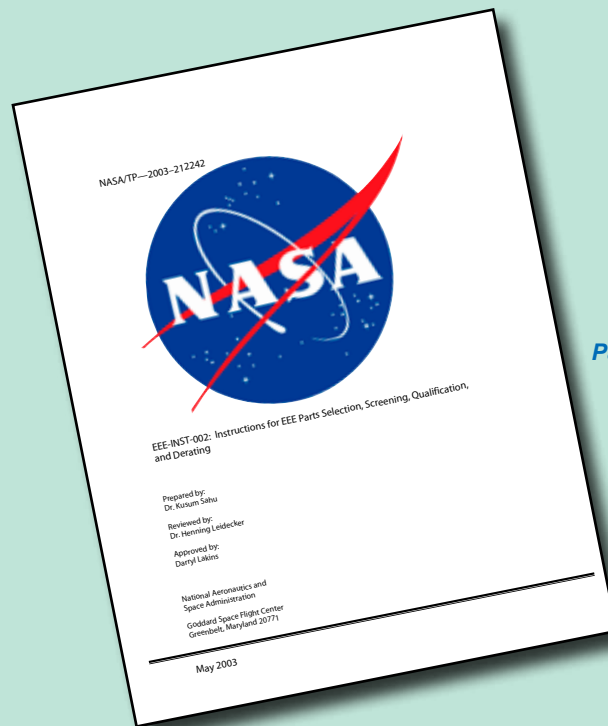 NASA/TP—2003–212242
NASA
EEE-INST-002: Instructions for EEE Parts Selection, Screening, Qualification,
and Derating
Prepared by:
Dr. Kusum Sahu
Reviewed by:
Dr. Henning Leidecker
Approved by:
Darryl Lakins
National Aeronautics and
Space Administration
Goddard Space Flight Center
Greenbelt, Maryland 20771
May 2003
P